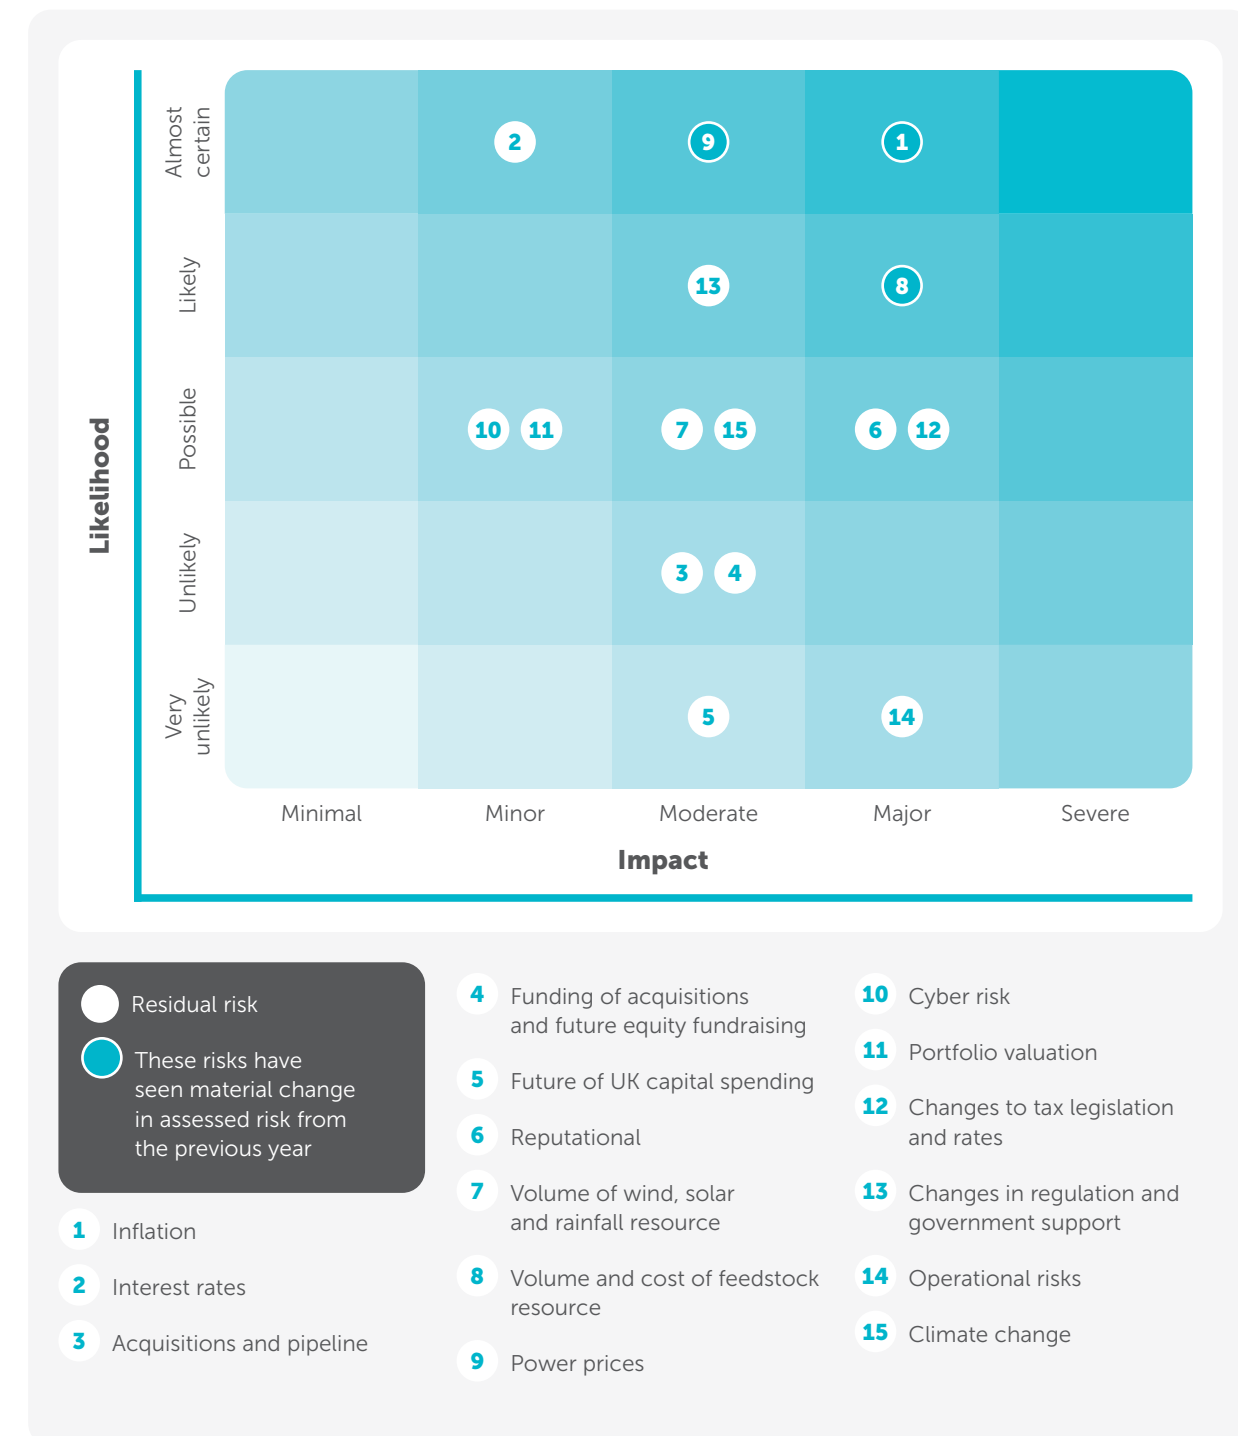 Likelihood
Almost
certain
Likely
Possible
Unlikely
Very
unlikely
2
9
1
13
8
10
11
7
15
6
12
3
4
5
14
Minimal
Minor
Moderate
Major
Severe
Impact
Residual risk
These risks have
seen material change
in assessed risk from
the previous year
1 Inflation
2 Interest rates
3 Acquisitions and pipeline
4 Funding of acquisitions
and future equity fundraising
5 Future of UK capital spending
6 Reputational
7 Volume of wind, solar
and rainfall resource
8 Volume and cost of feedstock
resource
9 Power prices
10 Cyber risk
11 Portfolio valuation
12 Changes to tax legislation
and rates
13 Changes in regulation and
government support
14 Operational risks
15 Climate change